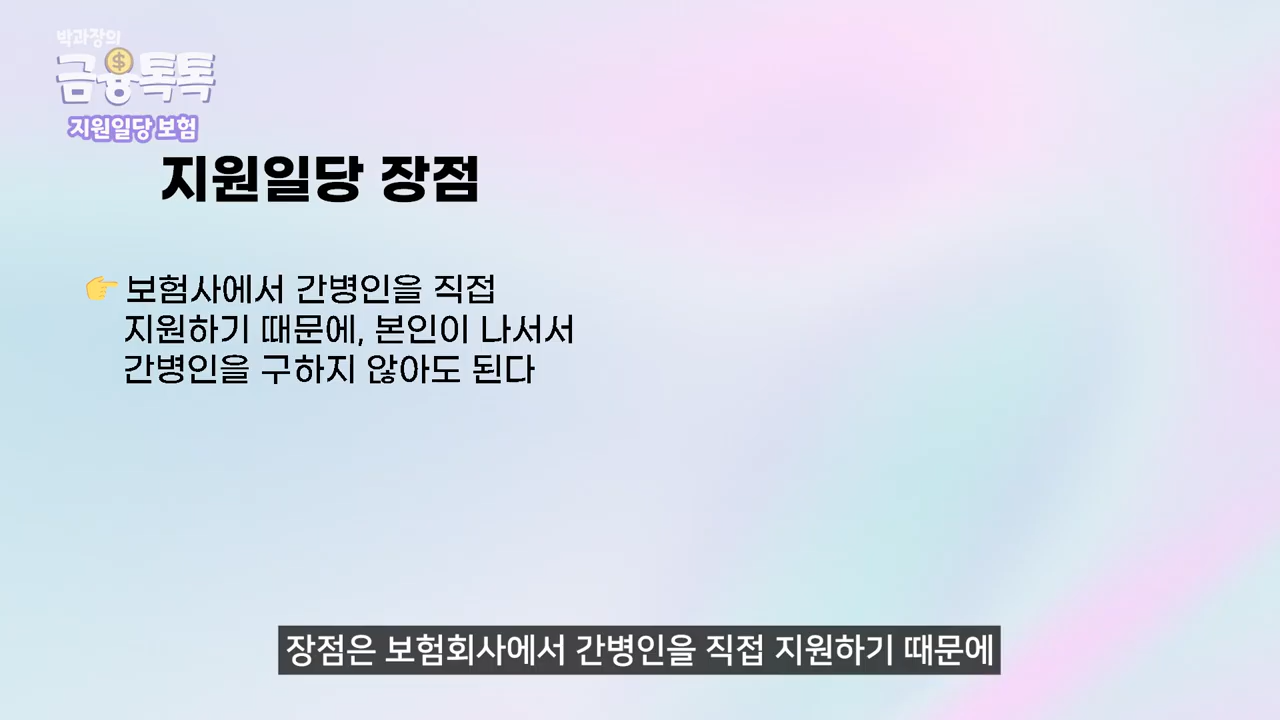 박과장의
금융톡톡
지원일당 보험
지원일당 장점
👉 보험사에서 간병인을 직접
지원하기 때문에, 본인이 나서서
간병인을 구하지 않아도 된다
장점은 보험회사에서 간병인을 직접 지원하기 때문에